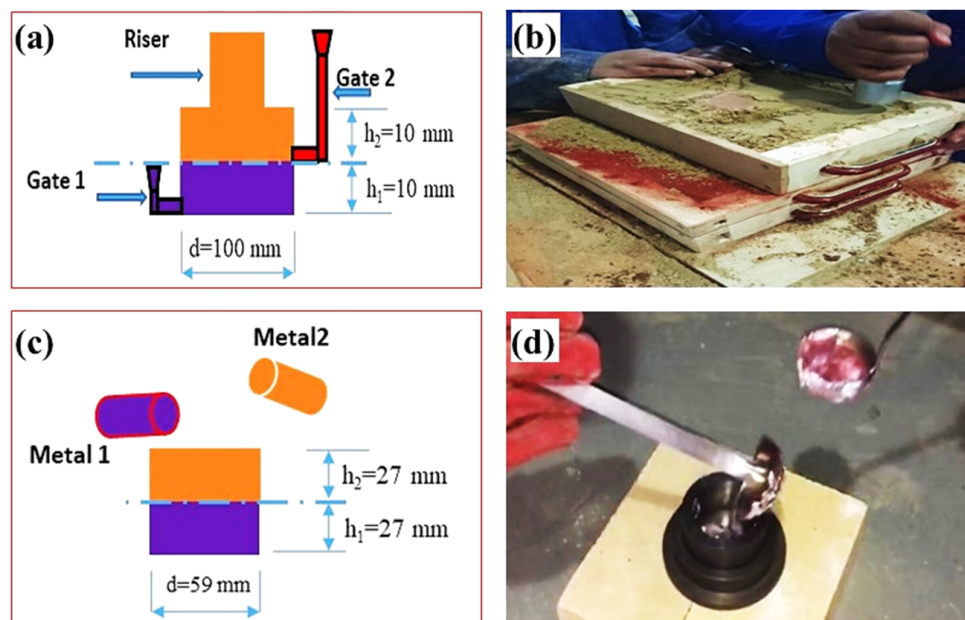 (a)
Riser
Gate 2
h₂=10 mm
Gate 1
h₁=10 mm
d=100 mm
(b)
(c)
Metal2
Metal 1
h₂=27 mm
h₁=27 mm
d=59 mm
(d)